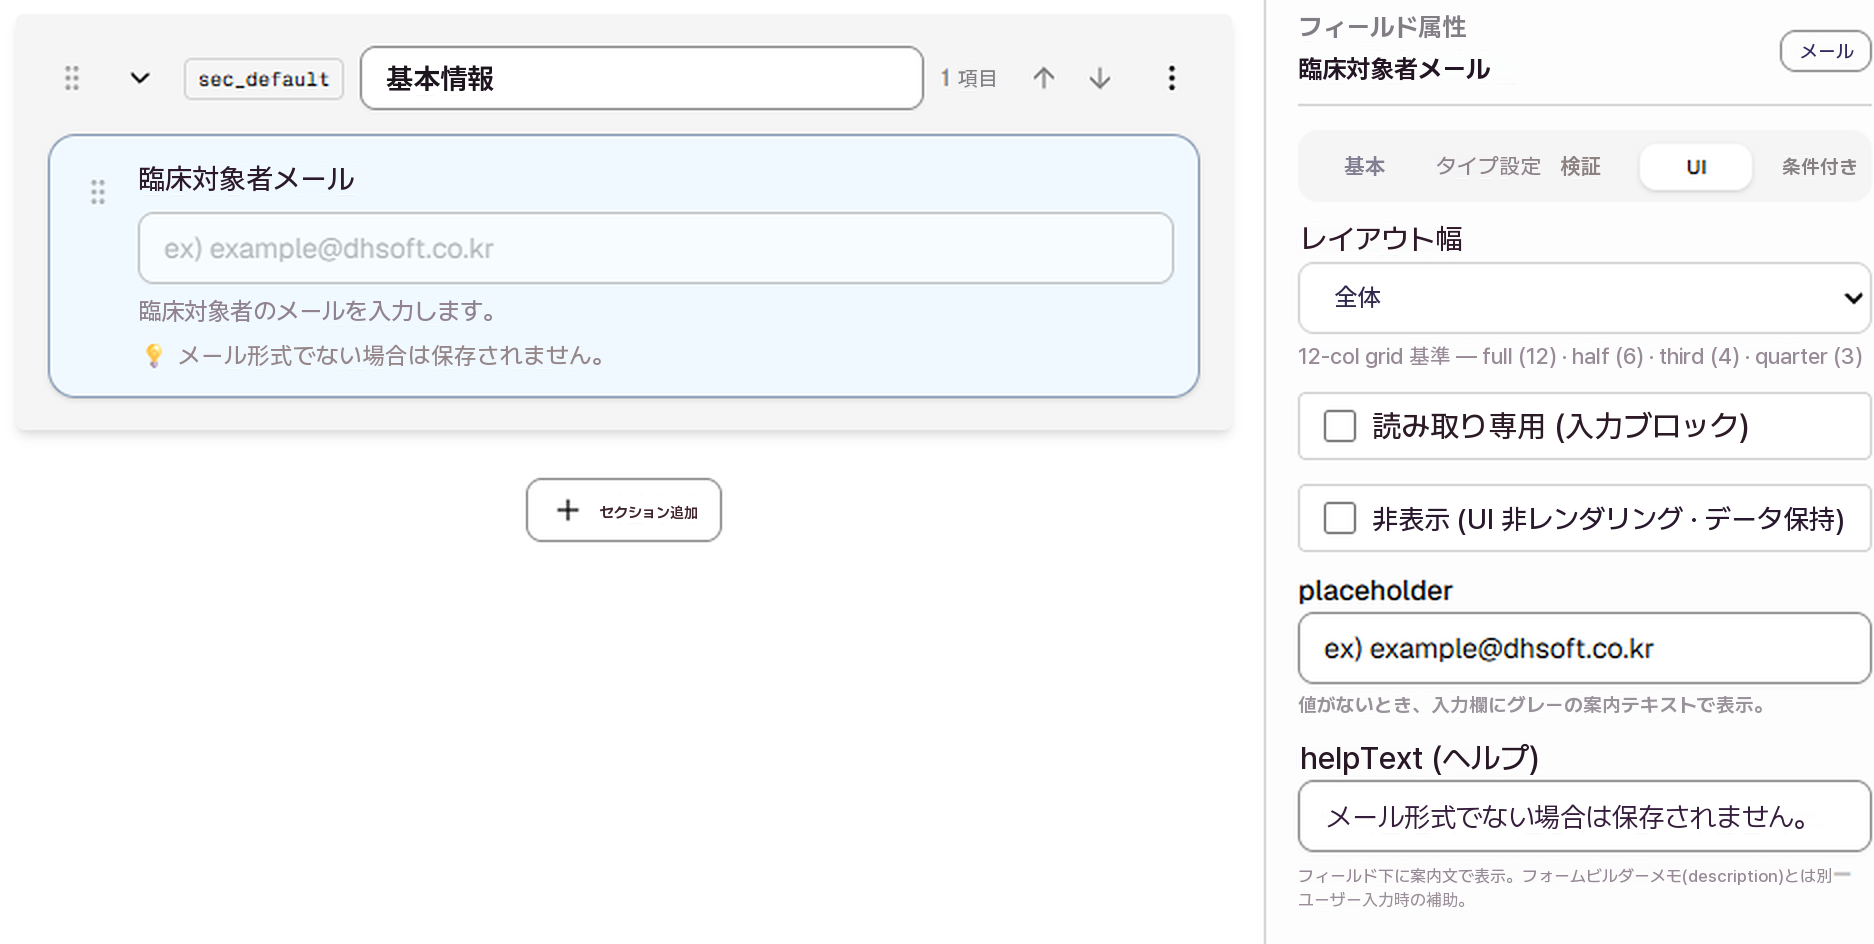 sec_default
基本情報
1 項目
臨床対象者メール
ex) example@dhsoft.co.kr
臨床対象者のメールを入力します。
💡 メール形式でない場合は保存されません。
セクション追加
フィールド属性
臨床対象者メール
メール
基本 タイプ設定 検証 UI 条件付き
レイアウト幅
全体
12-col grid 基準 — full (12) · half (6) · third (4) · quarter (3)
読み取り専用 (入力ブロック)
非表示 (UI 非レンダリング · データ保持)
placeholder
ex) example@dhsoft.co.kr
値がないとき、入力欄にグレーの案内テキストで表示。
helpText (ヘルプ)
メール形式でない場合は保存されません。
フィールド下に案内文で表示。フォームビルダーメモ(description)とは別ー
ユーザー入力時の補助。